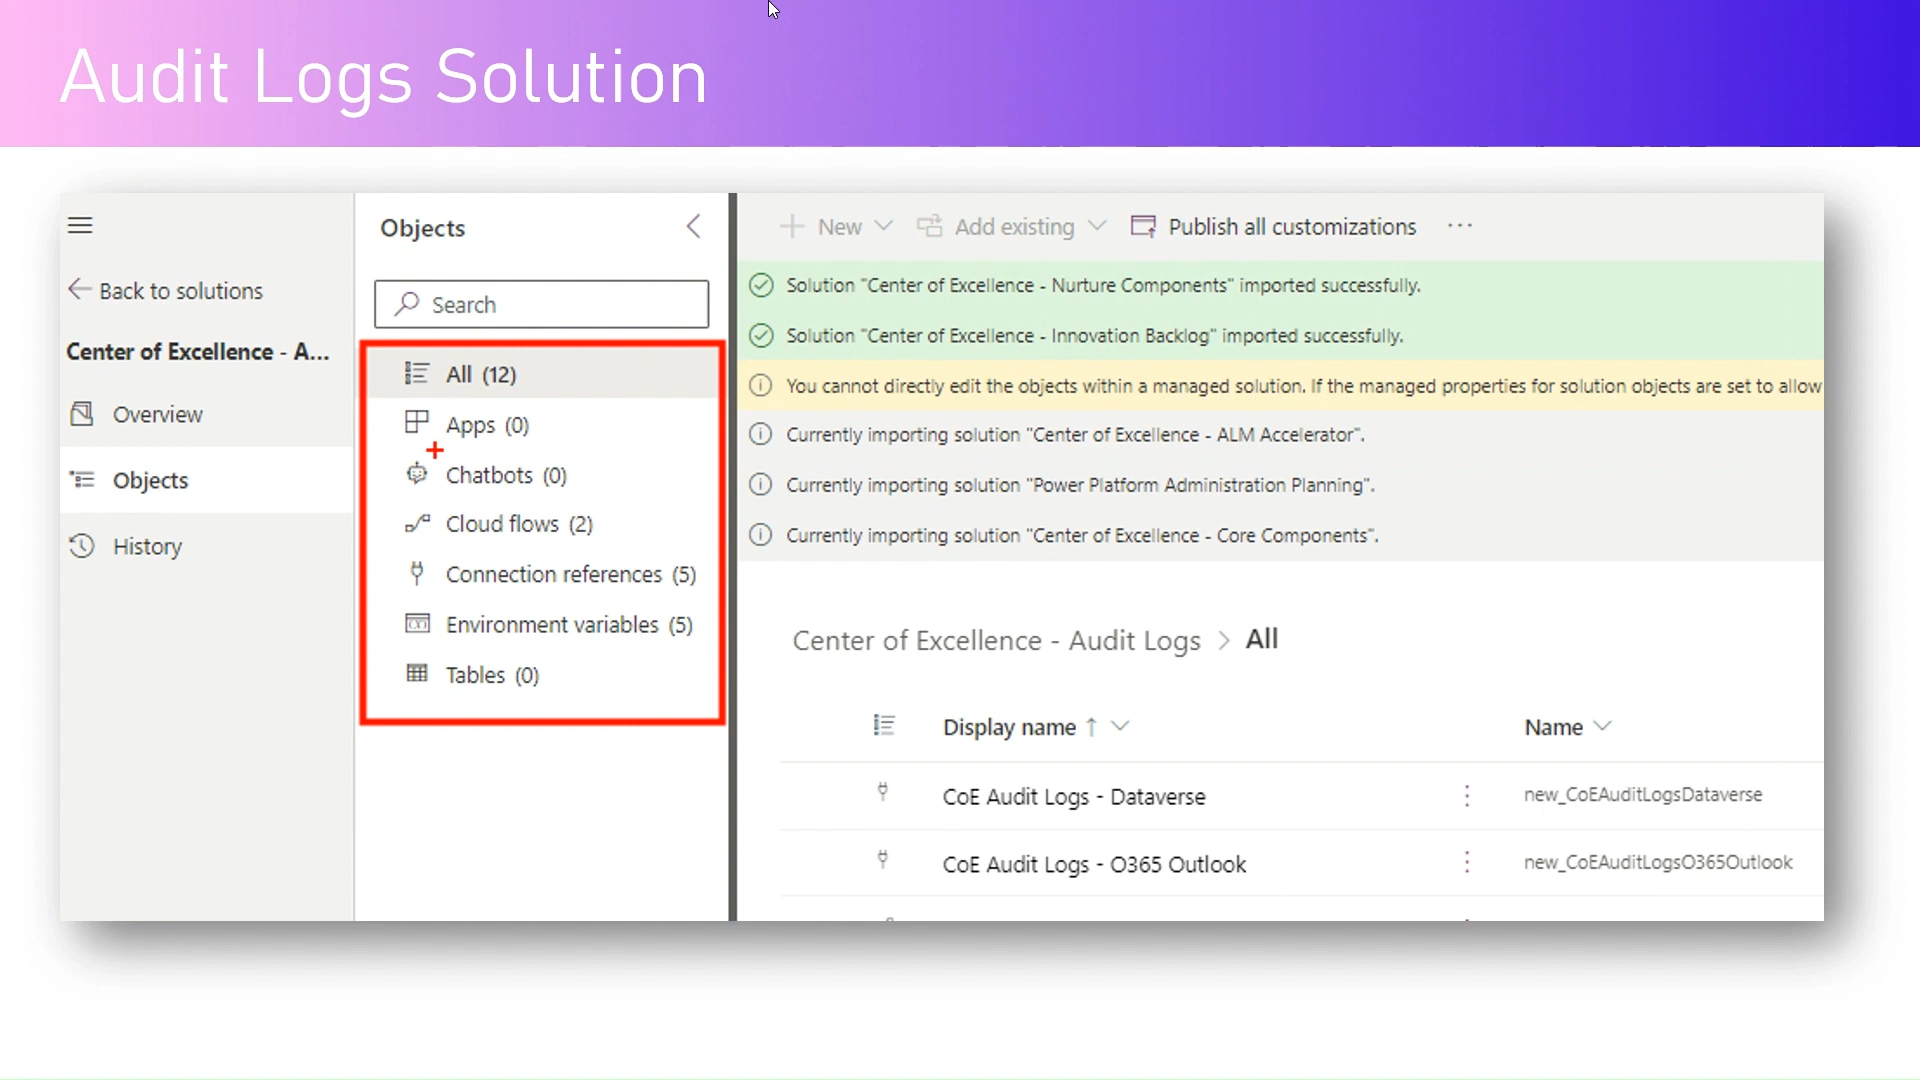 Audit Logs Solution
Back to solutions
Center of Excellence - A...
Overview
Objects
History
Objects
Search
All (12)
Apps (0)
Chatbots (0)
Cloud flows (2)
Connection references (5)
Environment variables (5)
Tables (0)
New
Add existing
Publish all customizations
Solution "Center of Excellence - Nurture Components" imported successfully.
Solution "Center of Excellence - Innovation Backlog" imported successfully.
You cannot directly edit the objects within a managed solution. If the managed properties for solution objects are set to allow
Currently importing solution "Center of Excellence - ALM Accelerator".
Currently importing solution "Power Platform Administration Planning".
Currently importing solution "Center of Excellence - Core Components".
Center of Excellence - Audit Logs > All
Display name ↑
Name
CoE Audit Logs - Dataverse
new_CoEAuditLogsDataverse
CoE Audit Logs - O365 Outlook
new_CoEAuditLogsO365Outlook